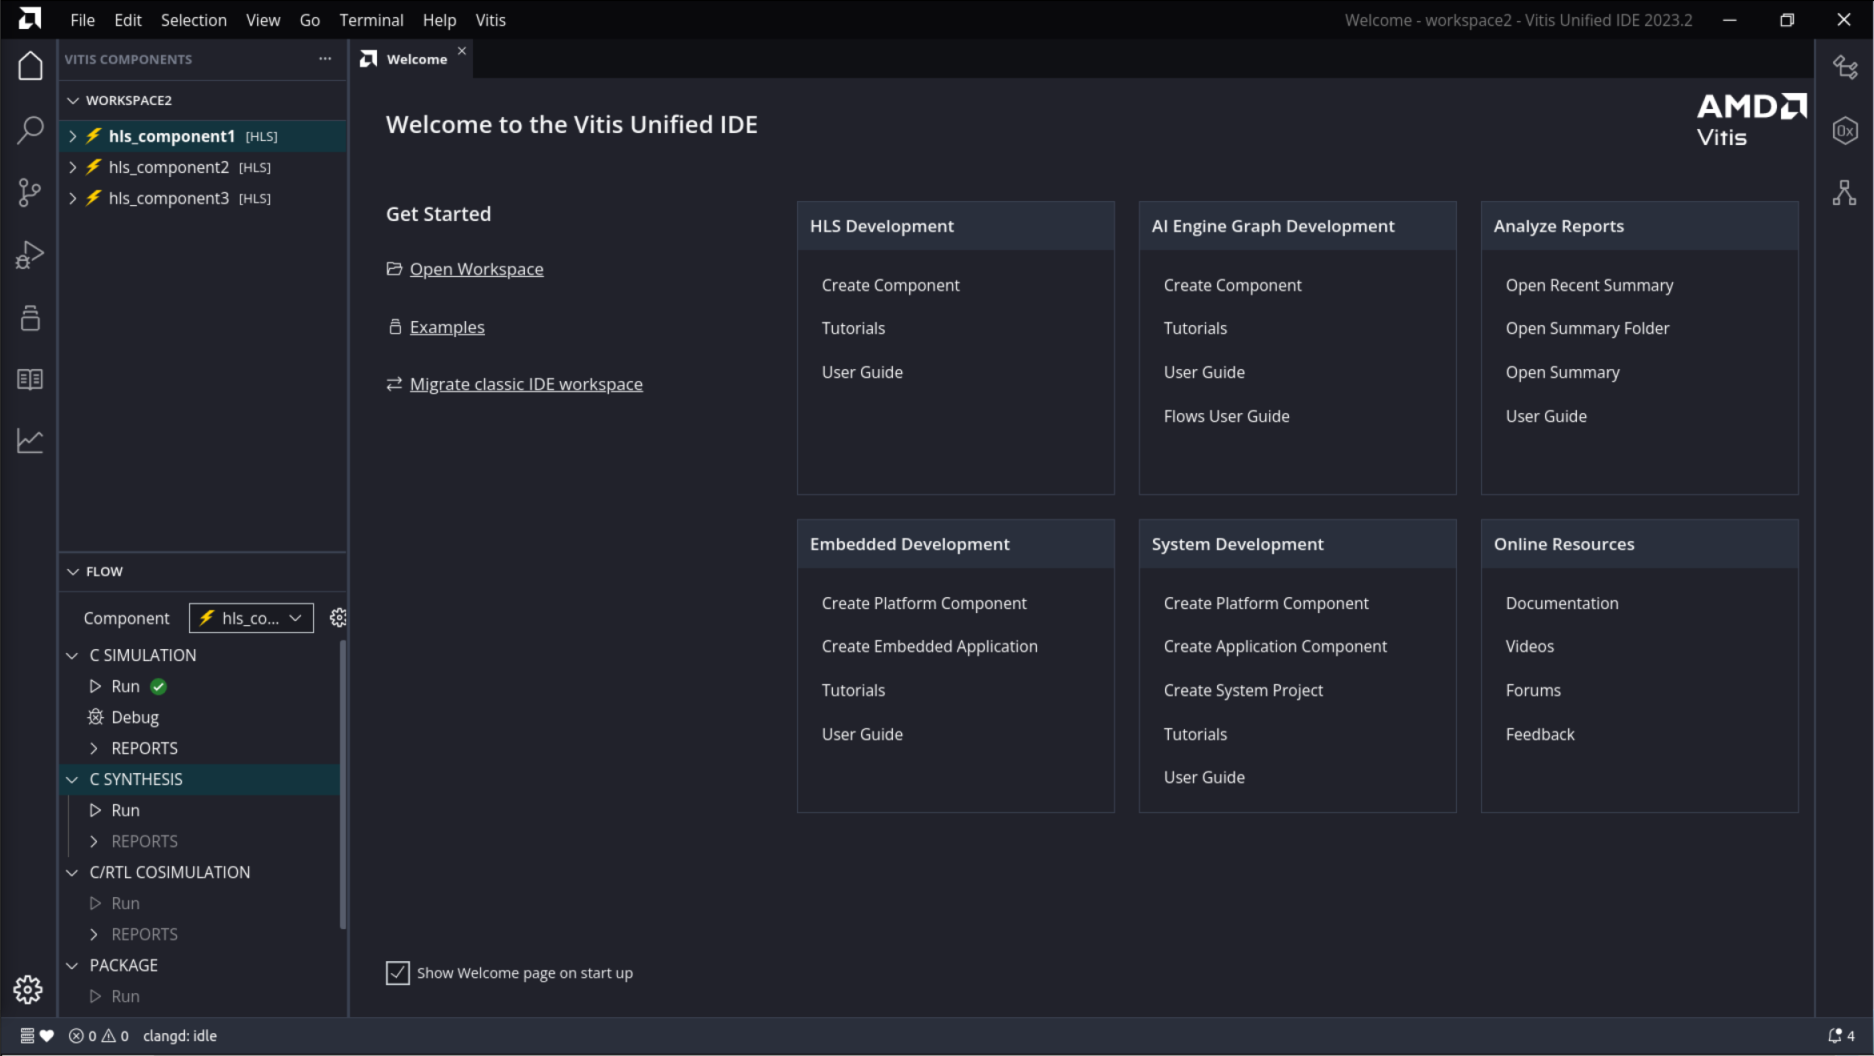 File Edit Selection View Go Terminal Help Vitis
Welcome - workspace2 - Vitis Unified IDE 2023.2
VITIS COMPONENTS
WORKSPACE2
hls_component1 [HLS]
hls_component2 [HLS]
hls_component3 [HLS]
FLOW
Component hls_co...
C SIMULATION
Run
Debug
REPORTS
C SYNTHESIS
Run
REPORTS
C/RTL COSIMULATION
Run
REPORTS
PACKAGE
Run
Welcome
Welcome to the Vitis Unified IDE
AMD
Vitis
Get Started
Open Workspace
Examples
Migrate classic IDE workspace
HLS Development
Create Component
Tutorials
User Guide
AI Engine Graph Development
Create Component
Tutorials
User Guide
Flows User Guide
Analyze Reports
Open Recent Summary
Open Summary Folder
Open Summary
User Guide
Embedded Development
Create Platform Component
Create Embedded Application
Tutorials
User Guide
System Development
Create Platform Component
Create Application Component
Create System Project
Tutorials
User Guide
Online Resources
Documentation
Videos
Forums
Feedback
Show Welcome page on start up
0x
0 0 clangd: idle
4